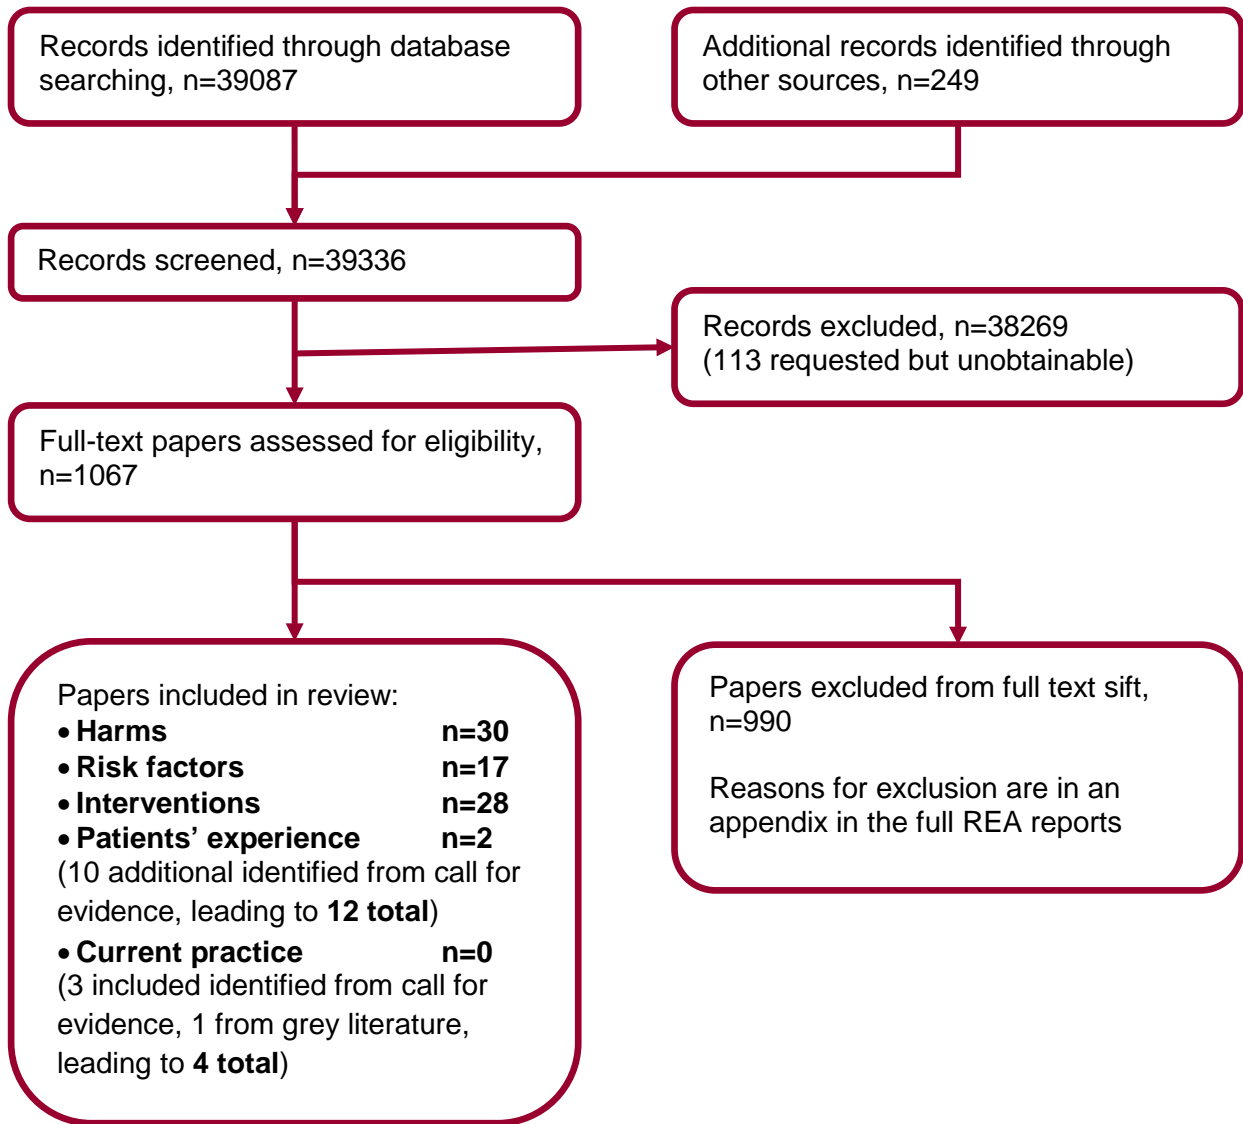 Records identified through database
searching, n=39087
Additional records identified through
other sources, n=249
Records screened, n=39336
Records excluded, n=38269
(113 requested but unobtainable)
Full-text papers assessed for eligibility,
n=1067
Papers included in review:
• Harms n=30
• Risk factors n=17
• Interventions n=28
• Patients’ experience n=2
(10 additional identified from call for
evidence, leading to 12 total)
• Current practice n=0
(3 included identified from call for
evidence, 1 from grey literature,
leading to 4 total)
Papers excluded from full text sift,
n=990
Reasons for exclusion are in an
appendix in the full REA reports